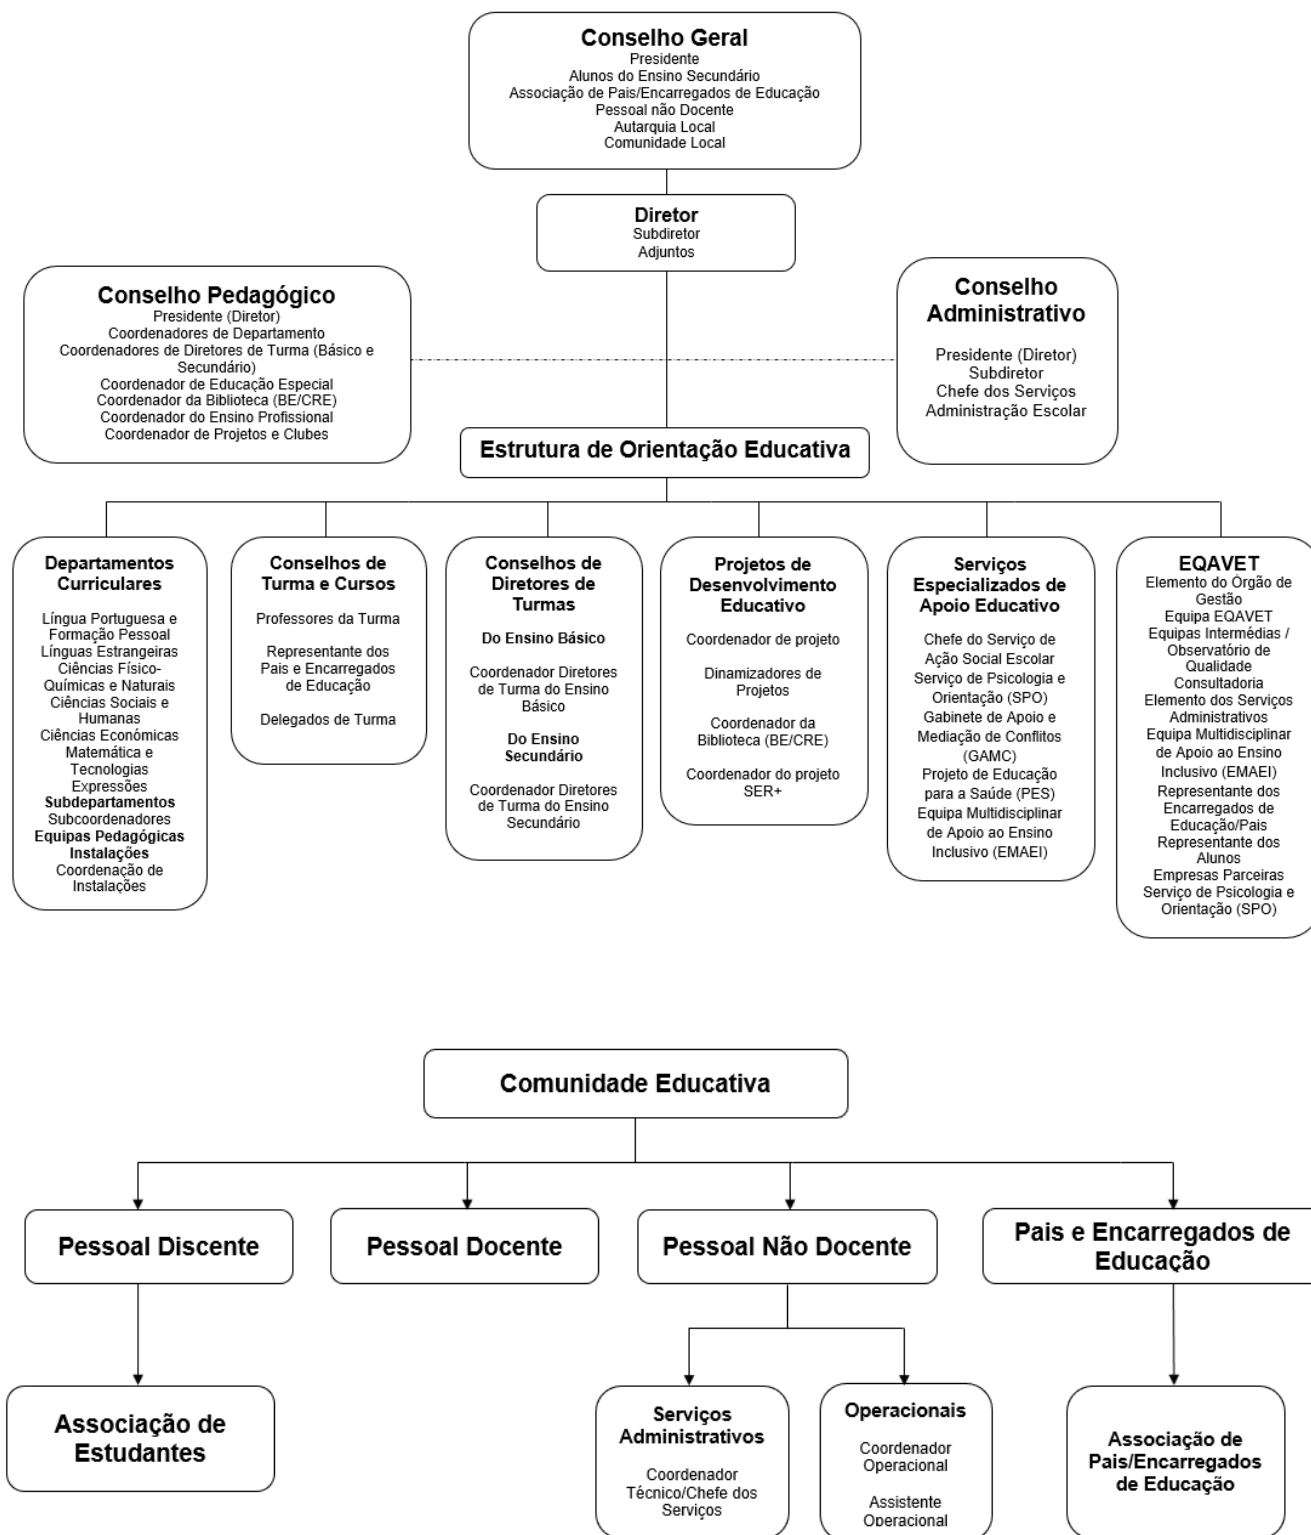 Conselho Geral
Presidente
Alunos do Ensino Secundário
Associação de Pais/Encarregados de Educação
Pessoal não Docente
Autarquia Local
Comunidade Local
Diretor
Subdiretor
Adjuntos
Conselho Pedagógico
Presidente (Diretor)
Coordenadores de Departamento
Coordenadores de Diretores de Turma (Básico e
Secundário)
Coordenador de Educação Especial
Coordenador da Biblioteca (BE/CRE)
Coordenador do Ensino Profissional
Coordenador de Projetos e Clubes
Conselho
Administrativo
Presidente (Diretor)
Subdiretor
Chefe dos Serviços
Administração Escolar
Estrutura de Orientação Educativa
Departamentos
Curriculares
Língua Portuguesa e
Formação Pessoal
Línguas Estrangeiras
Ciências Físico-
Químicas e Naturais
Ciências Sociais e
Humanas
Ciências Económicas
Matemática e
Tecnologias
Expressões
Subdepartamentos
Subcoordenadores
Equipas Pedagógicas
Instalações
Coordenação de
Instalações
Conselhos de
Turma e Cursos
Professores da Turma
Representante dos
Pais e Encarregados
de Educação
Delegados de Turma
Conselhos de
Diretores de
Turmas
Do Ensino Básico
Coordenador Diretores
de Turma do Ensino
Básico
Do Ensino
Secundário
Coordenador Diretores
de Turma do Ensino
Secundário
Projetos de
Desenvolvimento
Educativo
Coordenador de projeto
Dinamizadores de
Projetos
Coordenador da
Biblioteca (BE/CRE)
Coordenador do projeto
SER+
Serviços
Especializados de
Apoio Educativo
Chefe do Serviço de
Ação Social Escolar
Serviço de Psicologia e
Orientação (SPO)
Gabinete de Apoio e
Mediação de Conflitos
(GAMC)
Projeto de Educação
para a Saúde (PES)
Equipa Multidisciplinar
de Apoio ao Ensino
Inclusivo (EMAEI)
EQAVET
Elemento do Órgão de
Gestão
Equipa EQAVET
Equipas Intermédias /
Observatório de
Qualidade
Consultadoria
Elemento dos Serviços
Administrativos
Equipa Multidisciplinar
de Apoio ao Ensino
Inclusivo (EMAEI)
Representante dos
Encarregados de
Educação/Pais
Representante dos
Alunos
Empresas Parceiras
Serviço de Psicologia e
Orientação (SPO)
Comunidade Educativa
Pessoal Discente
Pessoal Docente
Pessoal Não Docente
Pais e Encarregados de
Educação
Associação de
Estudantes
Serviços
Administrativos
Coordenador
Técnico/Chefe dos
Serviços
Operacionais
Coordenador
Operacional
Assistente
Operacional
Associação de
Pais/Encarregados
de Educação